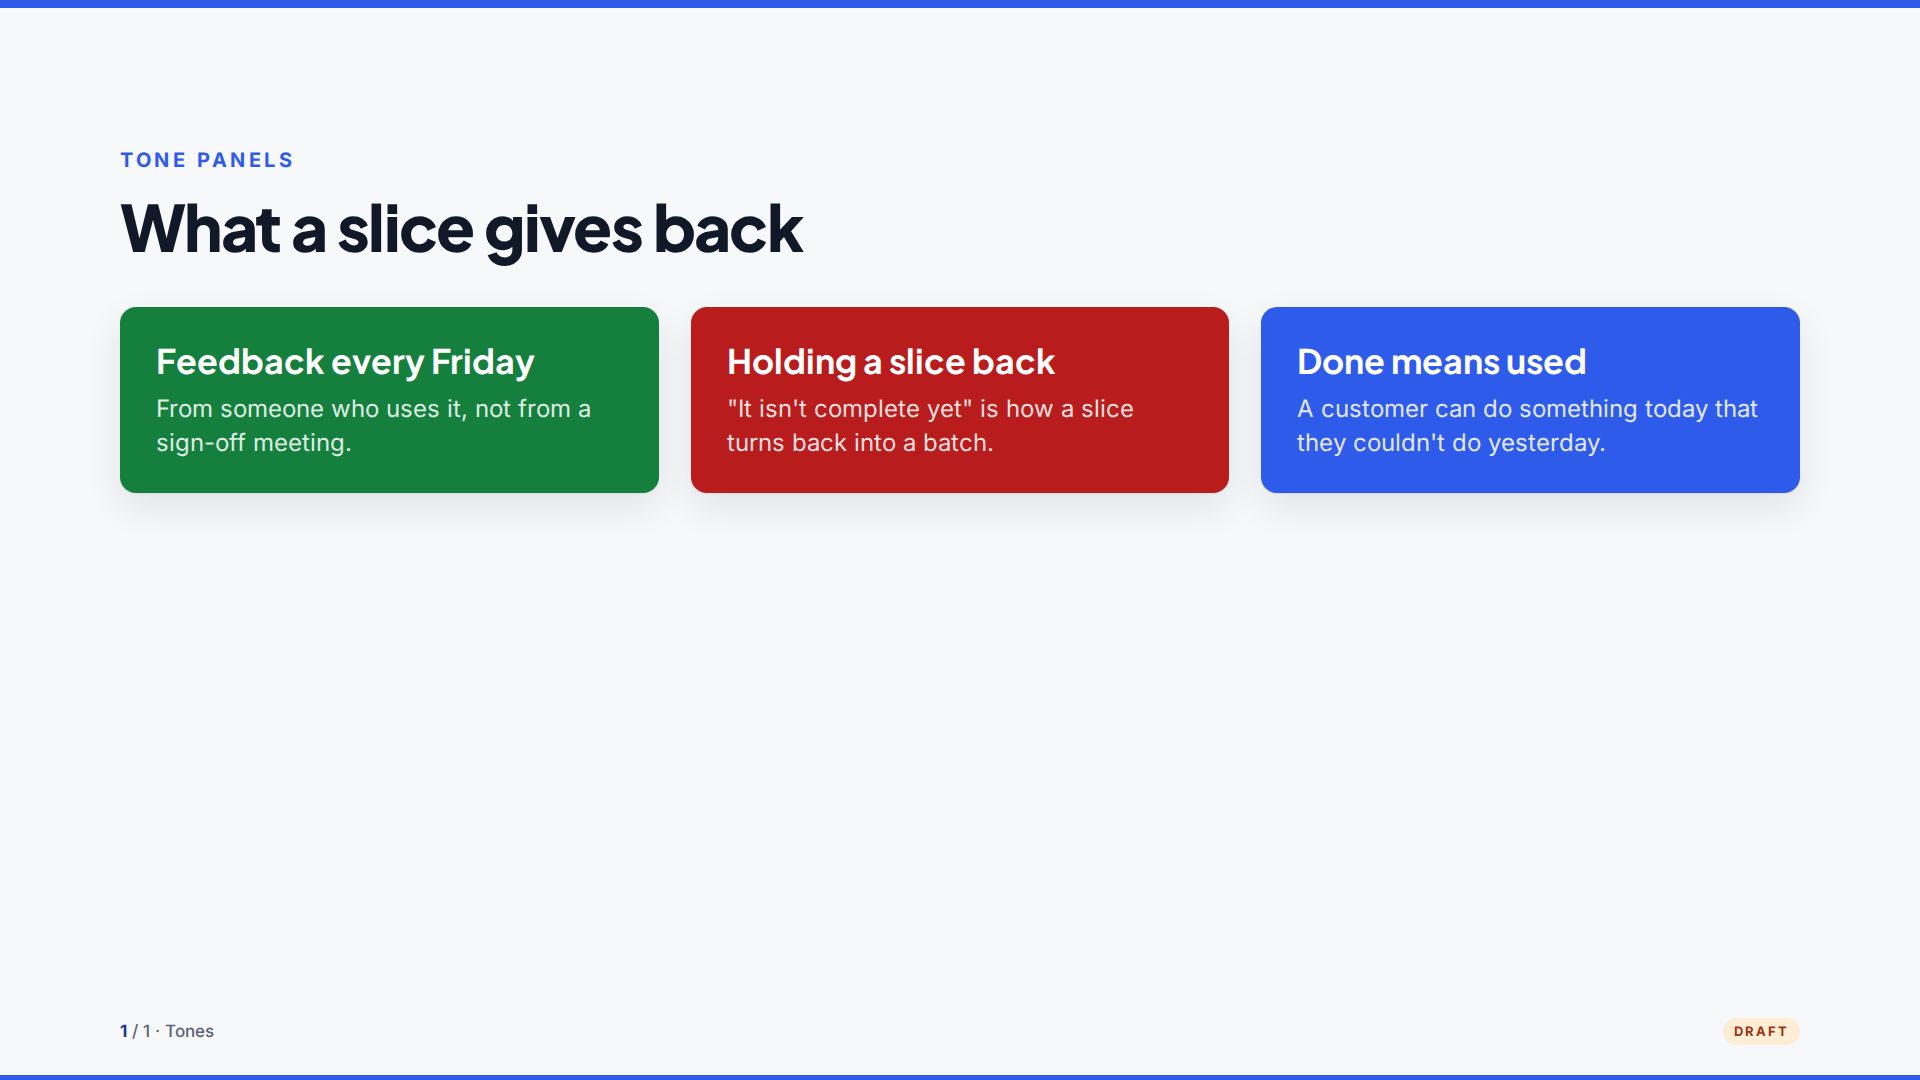 TONE PANELS
What a slice gives back
Feedback every Friday
From someone who uses it, not from a
sign-off meeting.
Holding a slice back
"It isn't complete yet" is how a slice
turns back into a batch.
Done means used
A customer can do something today that
they couldn't do yesterday.
1 / 1 · Tones
DRAFT